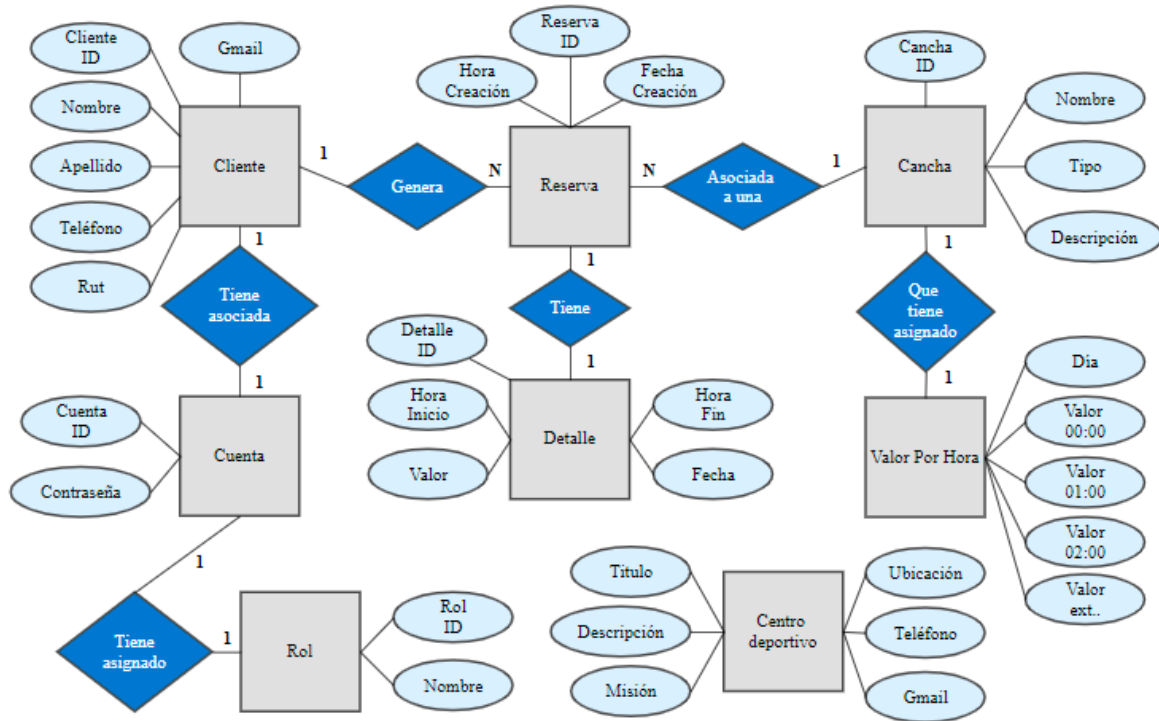 Cliente
ID
Gmail
Nombre
Apellido
Teléfono
Rut
Cliente
1
Genera
N
Reserva
ID
Hora
Creación
Fecha
Creación
Reserva
N
Asociada
a una
1
Cancha
ID
Nombre
Tipo
Descripción
Cancha
1
Tiene
asociada
1
1
Tiene
1
1
Que
tiene
asignado
1
Cuenta
ID
Contraseña
Cuenta
Detalle
ID
Hora
Inicio
Valor
Detalle
Hora
Fin
Fecha
Valor Por Hora
Día
Valor
00:00
Valor
01:00
Valor
02:00
Valor
ext..
1
Tiene
asignado
1
Rol
Rol
ID
Nombre
Titulo
Descripción
Misión
Centro
deportivo
Ubicación
Teléfono
Gmail